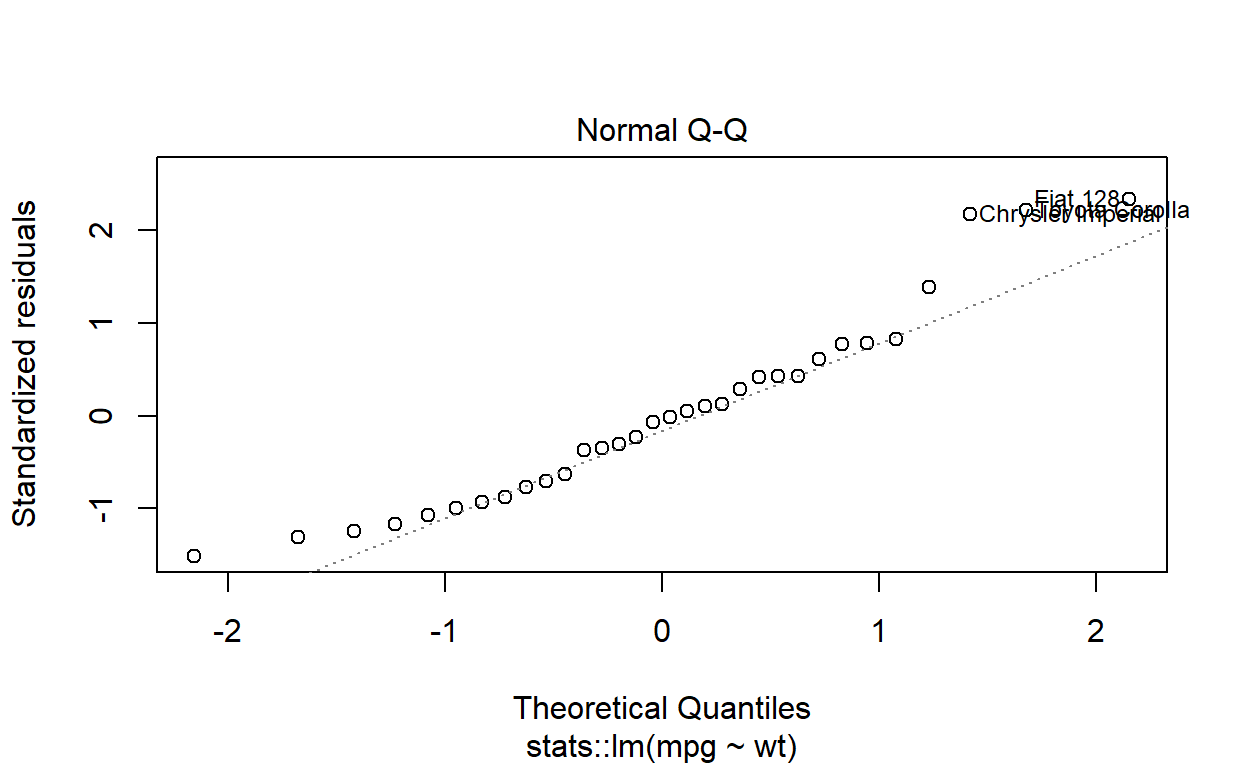 Normal Q-Q
Standardized residuals
2
1
0
-1
Fiat 128
Toyota Corolla
Chrysler Imperial
-2
-1
0
1
2
Theoretical Quantiles
stats::lm(mpg ~ wt)